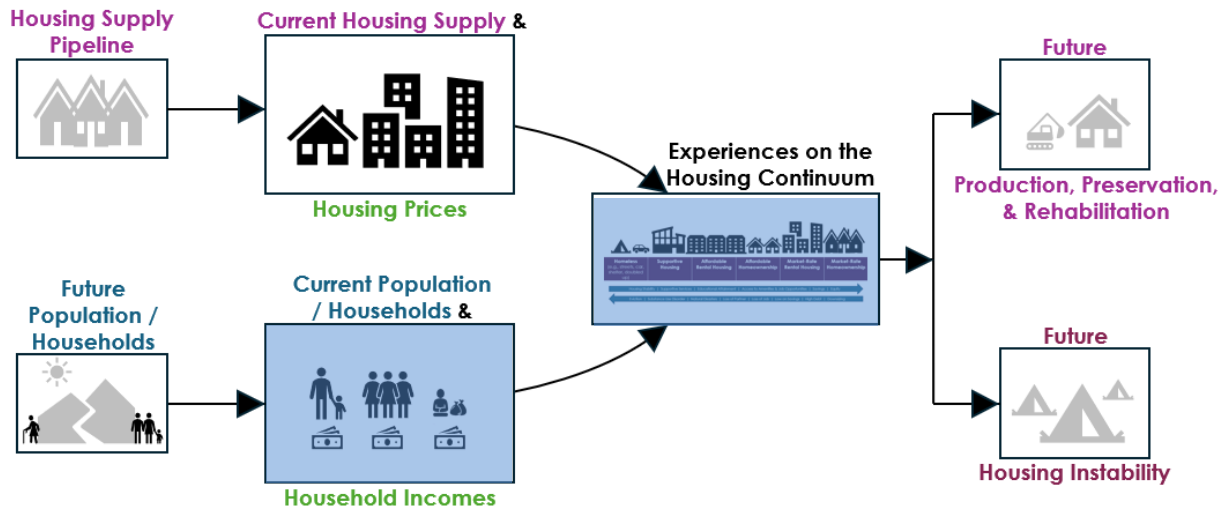 Housing Supply
Pipeline
Current Housing Supply &
Housing Prices
Future
Population /
Households
Current Population
/ Households &
Household Incomes
Experiences on the
Housing Continuum
Homeless
Supportive
Housing
Affordable
Rental Housing
Affordable
Homeownership
Market-Rate
Rental Housing
Market-Rate
Homeownership
Future
Production, Preservation,
& Rehabilitation
Future
Housing Instability